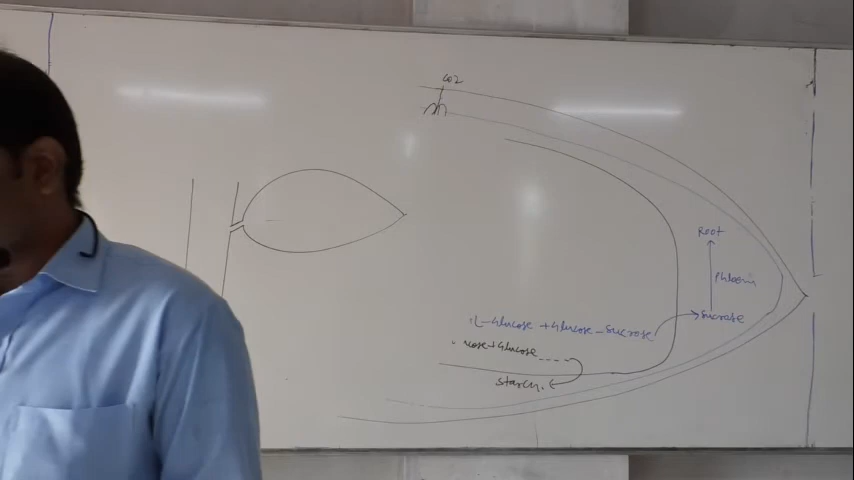 co2
Root
Phloem
Sucrose
-Glucose + Glucose - Sucrose
+ Glucose
Starch.